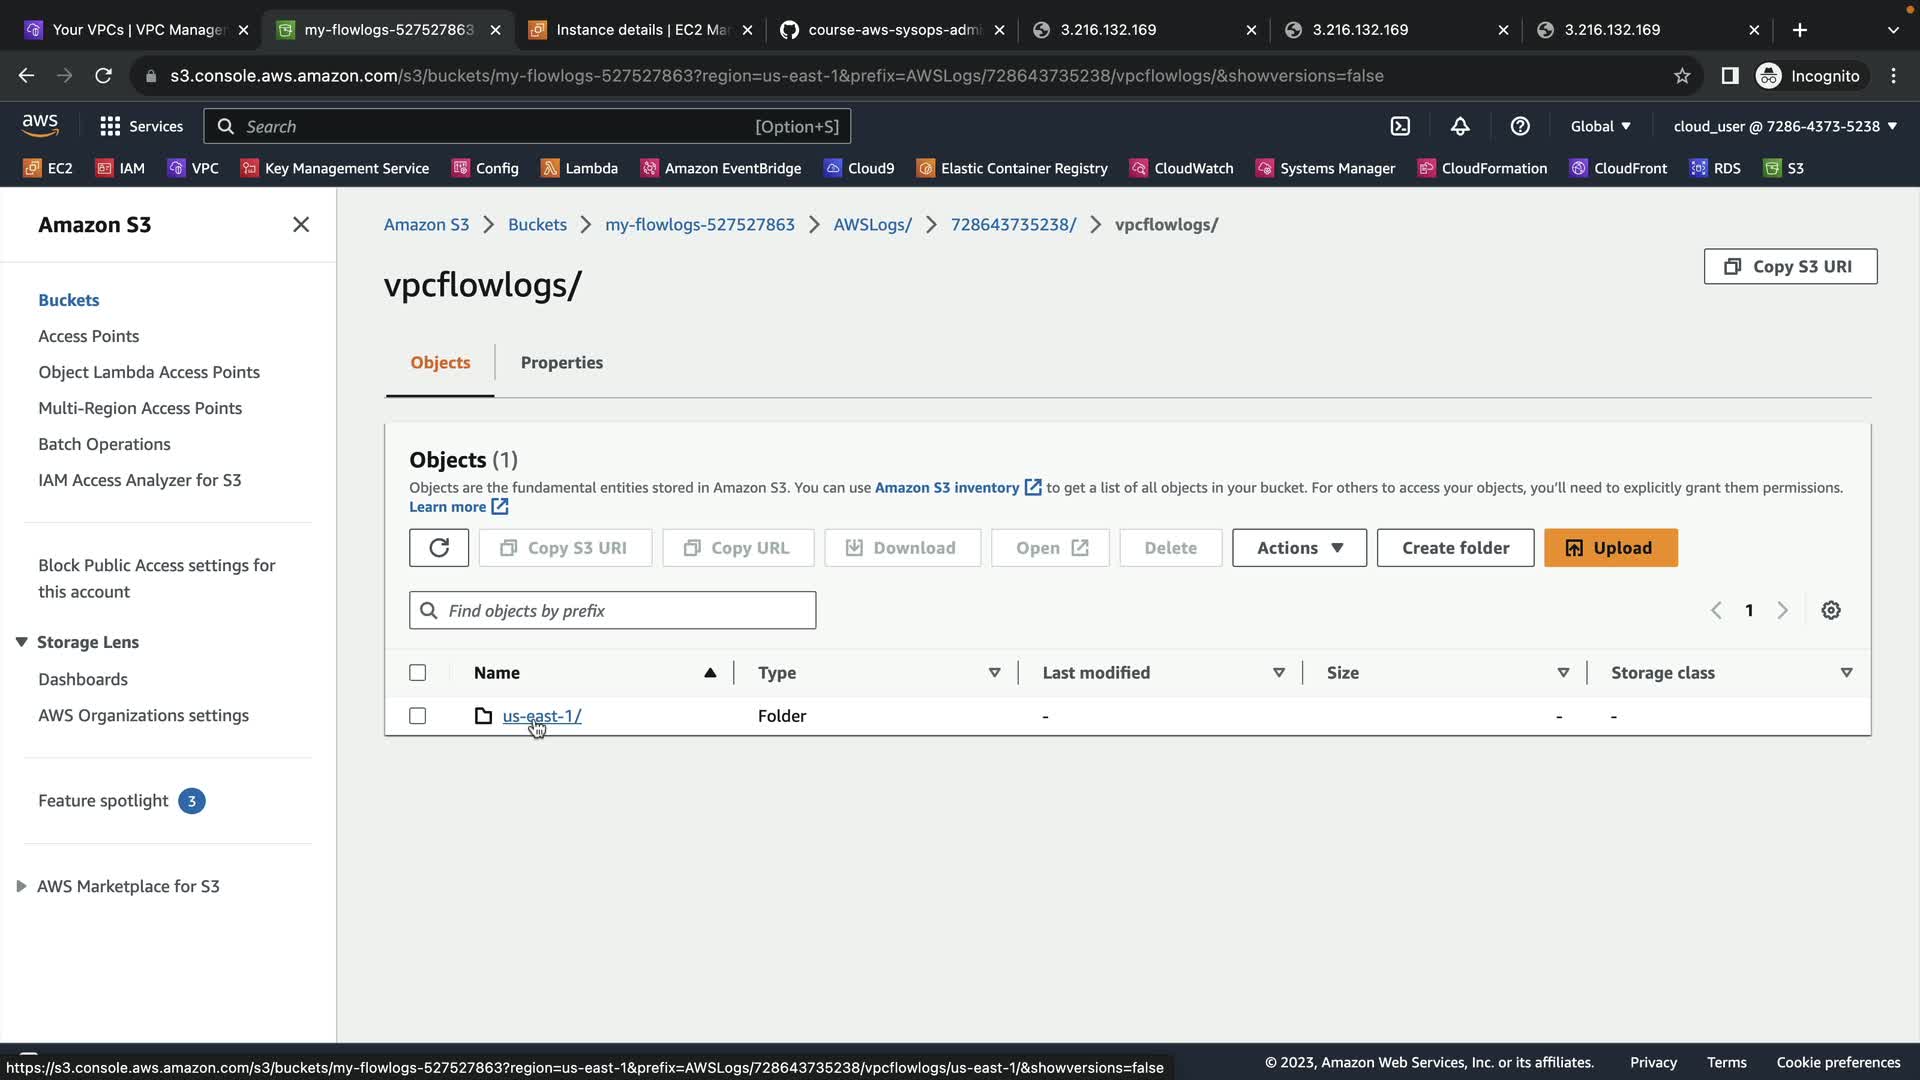 Your VPCs | VPC Manager
my-flowlogs-527527863
Instance details | EC2 Man
course-aws-sysops-admi
3.216.132.169
3.216.132.169
3.216.132.169
s3.console.aws.amazon.com/s3/buckets/my-flowlogs-527527863?region=us-east-1&prefix=AWSLogs/728643735238/vpcflowlogs/&showversions=false
Incognito
aws
Services
Search
[Option+S]
Global
cloud_user @ 7286-4373-5238
EC2
IAM
VPC
Key Management Service
Config
Lambda
Amazon EventBridge
Cloud9
Elastic Container Registry
CloudWatch
Systems Manager
CloudFormation
CloudFront
RDS
S3
Amazon S3
Buckets
Access Points
Object Lambda Access Points
Multi-Region Access Points
Batch Operations
IAM Access Analyzer for S3
Block Public Access settings for
this account
Storage Lens
Dashboards
AWS Organizations settings
Feature spotlight 3
AWS Marketplace for S3
Amazon S3 > Buckets > my-flowlogs-527527863 > AWSLogs/ > 728643735238/ > vpcflowlogs/
vpcflowlogs/
Copy S3 URI
Objects
Properties
Objects (1)
Objects are the fundamental entities stored in Amazon S3. You can use Amazon S3 inventory to get a list of all objects in your bucket. For others to access your objects, you'll need to explicitly grant them permissions.
Learn more
Copy S3 URI
Copy URL
Download
Open
Delete
Actions
Create folder
Upload
Find objects by prefix
1
Name
Type
Last modified
Size
Storage class
us-east-1/
Folder
-
-
-
https://s3.console.aws.amazon.com/s3/buckets/my-flowlogs-527527863?region=us-east-1&prefix=AWSLogs/728643735238/vpcflowlogs/us-east-1/&showversions=false
© 2023, Amazon Web Services, Inc. or its affiliates.
Privacy
Terms
Cookie preferences